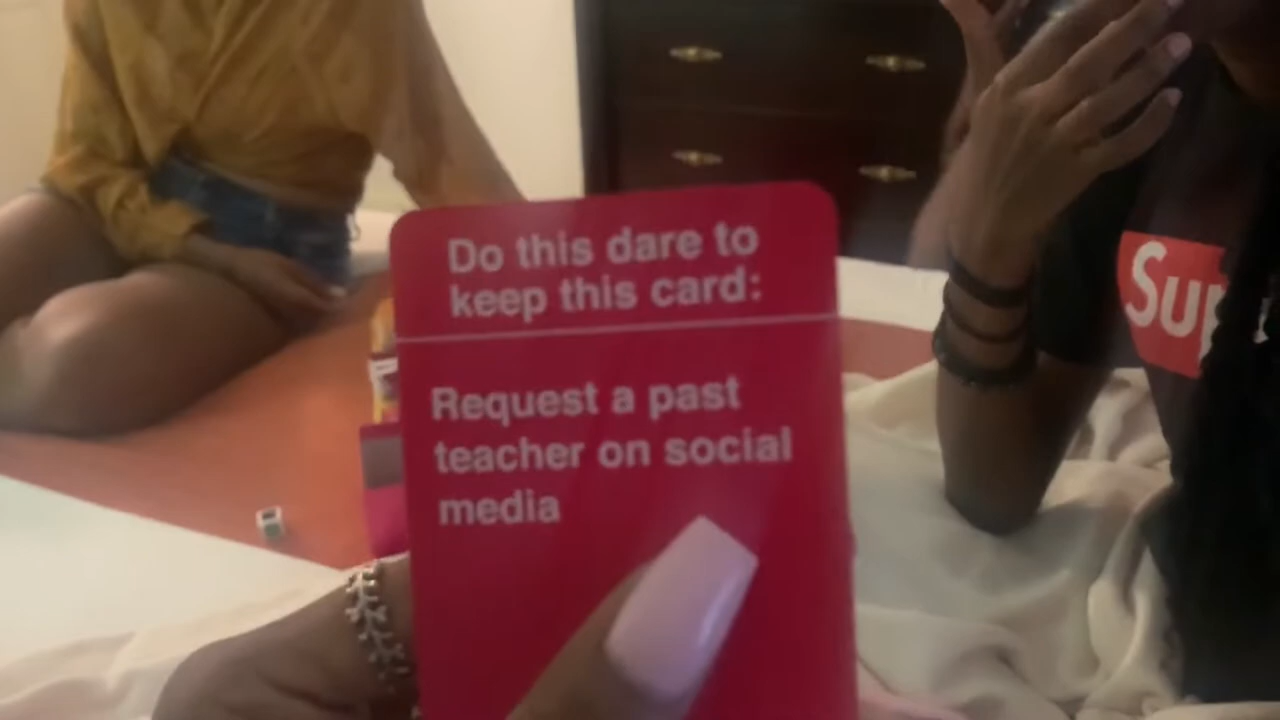 Do this dare to
keep this card:
Request a past
teacher on social
media
Sup